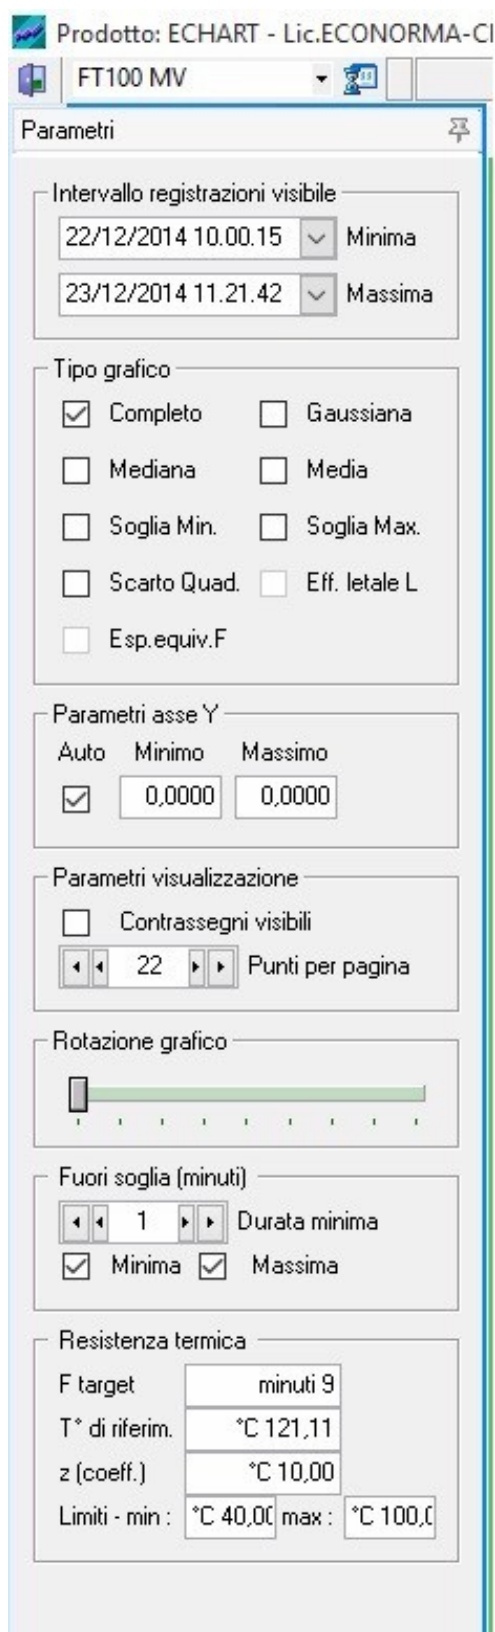 Prodotto: ECHART - Lic.ECONORMA-CI
FT100 MV
Parametri
Intervallo registrazioni visibile
22/12/2014 10.00.15 Minima
23/12/2014 11.21.42 Massima
Tipo grafico
Completo Gaussiana
Mediana Media
Soglia Min. Soglia Max.
Scarto Quad. Eff. letale L
Esp.equiv.F
Parametri asse Y
Auto Minimo Massimo
0,0000 0,0000
Parametri visualizzazione
Contrassegni visibili
22 Punti per pagina
Rotazione grafico
Fuori soglia (minuti)
1 Durata minima
Minima Massima
Resistenza termica
F target minuti 9
T° di riferim. °C 121,11
z (coeff.) °C 10,00
Limiti - min : °C 40,00 max : °C 100,0